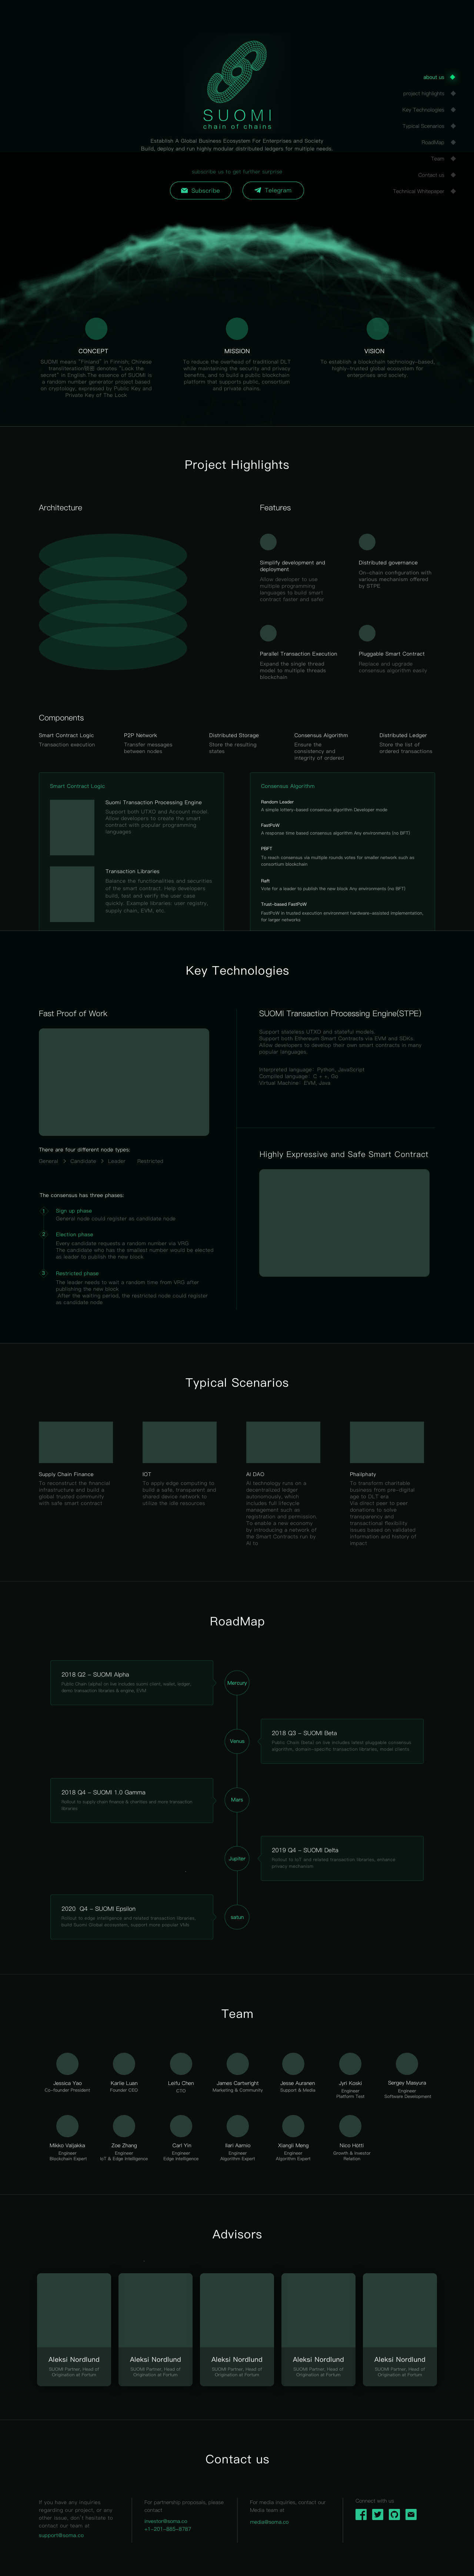 SUOMI
chain of chains
Establish A Global Business Ecosystem For Enterprises and Society
Build, deploy and run highly modular distributed ledgers for multiple needs.
subscribe us to gen further surprise
Subscribe
Telegram
about us
project highlights
Key Technologies
Typical Scenarios
RoadMap
Team
Contact us
Technical Whitepaper
CONCEPT
SUOMI means "Finland" in Finnish, Chinese
denotes "Lock the
secret" in English.The essence of SUOMI is
a random number generator project based
on cryptology, expressed by Public Key and
Private Key of The Lock.
MISSION
To reduce the overhead of traditional DLT
while maintaining the security and privacy
benefits, and to build a public blockchain
platform that supports public, consortium
and private chains.
VISION
To establish a blockchain technology-based,
highly-trusted global ecosystem for
enterprises and society.
Project Highlights
Architecture
Features
Simplify development and
deployment
Allow developer to use
multiple programming
languages to build smart
contract faster and safer
Distributed governance
On-chain configuration with
various mechanism offered
by STPE
Parallel Transaction Execution
Expand the single thread
model to multiple threads
blockchain
Pluggable Smart Contract
Replace and upgrade
consensus algorithm easily
Components
Smart Contract Logic
Transaction execution
P2P Network
Transfer messages
between nodes
Distributed Storage
Store the resulting
states
Consensus Algorithm
Ensure the
consistency and
integrity of ordered
Distributed Ledger
Store the list of
ordered transactions
Smart Contract Logic
Suomi Transaction Processing Engine
Support both UTXO and Account model.
Allow developers to create the smart
contract with popular programming
languages
Transaction Libraries
Balance the functionalities and securities
of the smart contract. Help developers
build, test and verify the user case
quickly. Example libraries: user registry,
supply chain, EVM, etc.
Consensus Algorithm
Random Leader
A simple lottery-based consensus algorithm Developer mode
FastPoW
A response time based consensus algorithm Any environments (no BFT)
PBFT
To reach consensus via multiple rounds votes for smaller network such as
consortium blockchain
Raft
Vote for a leader to publish the new block Any environments (no BFT)
Trust-based FastPoW
FastPoW in trusted execution environment hardware-assisted implementation,
for larger networks
Key Technologies
Fast Proof of Work
There are four different node types:
General > Candidate > Leader Restricted
The consensus has three phases:
1 Sign up phase
General node could register as candidate node
2 Election phase
Every candidate requests a random number via VRG
The candidate who has the smallest number would be elected
as leader to publish the new block
3 Restricted phase
The leader needs to wait a random time from VRG after
publishing the new block
After the waiting period, the restricted node could register
as candidate node
SUOMI Transaction Processing Engine(STPE)
Support stateless UTXO and stateful models
Support both Ethereum Smart Contracts via EVM and SDKs.
Allow developers to develop their own smart contracts in many
popular languages
Interpreted language: Python, JavaScript
Compiled language: C ++, Go
Virtual Machine: EVM, Java
Highly Expressive and Safe Smart Contract
Typical Scenarios
Supply Chain Finance
To reconstruct the financial
infrastructure and build a
global trusted community
with safe smart contract
IOT
To apply edge computing to
build a safe, transparent and
shared device network to
utilize the idle resources
AI DAO
AI technology runs on a
decentralized ledger
autonomously, which
includes full lifecycle
management such as
registration and permission.
To enable a new economy
by introducing a network of
the Smart Contracts run by
AI to
Phailphaty
To transform charitable
business from pre-digital
age to DLT era
Via direct peer to peer
donations to solve
transparency and
transactional flexibility
issues based on validated
information and history of
impact
RoadMap
2018 Q2 - SUOMI Alpha
Public Chain (alpha) on-live includes suomi client, wallet, ledger,
demo transaction libraries & engine, EVM
Mercury
Venus
2018 Q3 - SUOMI Beta
Public Chain (beta) on-live includes latest pluggable consensus
algorithm, domain-specific transaction libraries, model clients
2018 Q4 - SUOMI 1.0 Gamma
Rollout to supply chain finance & charities and more transaction
libraries
Mars
Jupiter
2019 Q4 - SUOMI Delta
Rollout to IoT and related transaction libraries, enhance
privacy mechanism
2020 Q4 - SUOMI Epsilon
Rollout to edge intelligence and related transaction libraries,
build Suomi Global ecosystem, support more popular VMs
satun
Team
Jessica Yao
Co-founder President
Karlie Luan
Founder CEO
Leifu Chen
CTO
James Cartwright
Marketing & Community
Jesse Auranen
Support & Media
Jyri Koski
Engineer
Platform Test
Sergey Masyura
Engineer
Software Development
Mikko Valjakka
Engineer
Blockchain Expert
Zoe Zhang
Engineer
IoT & Edge Intelligence
Carl Yin
Engineer
Edge Intelligence
Ilari Aarnio
Engineer
Algorithm Expert
Xiangli Meng
Engineer
Algorithm Expert
Nico Hötti
Growth & Investor
Relation
Advisors
Aleksi Nordlund
SUOMI Partner, Head of
Origination at Fortum
Aleksi Nordlund
SUOMI Partner, Head of
Origination at Fortum
Aleksi Nordlund
SUOMI Partner, Head of
Origination at Fortum
Aleksi Nordlund
SUOMI Partner, Head of
Origination at Fortum
Aleksi Nordlund
SUOMI Partner, Head of
Origination at Fortum
Contact us
If you have any inquiries
regarding our project, or any
other issue, don't hesitate to
contact our team at
support@soma.co
For partnership proposals, please
contact
investor@soma.co
+1-201-885-8787
For media inquiries, contact our
Media team at
media@soma.co
Connect with us